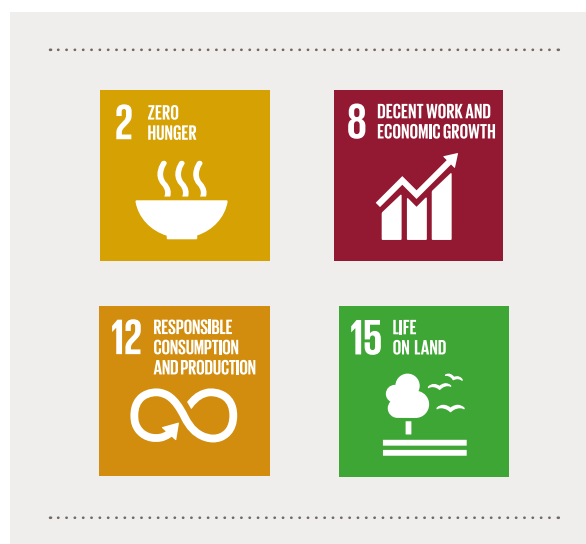 2 ZERO
HUNGER
8 DECENT WORK AND
ECONOMIC GROWTH
12 RESPONSIBLE
CONSUMPTION
AND PRODUCTION
15 LIFE
ON LAND